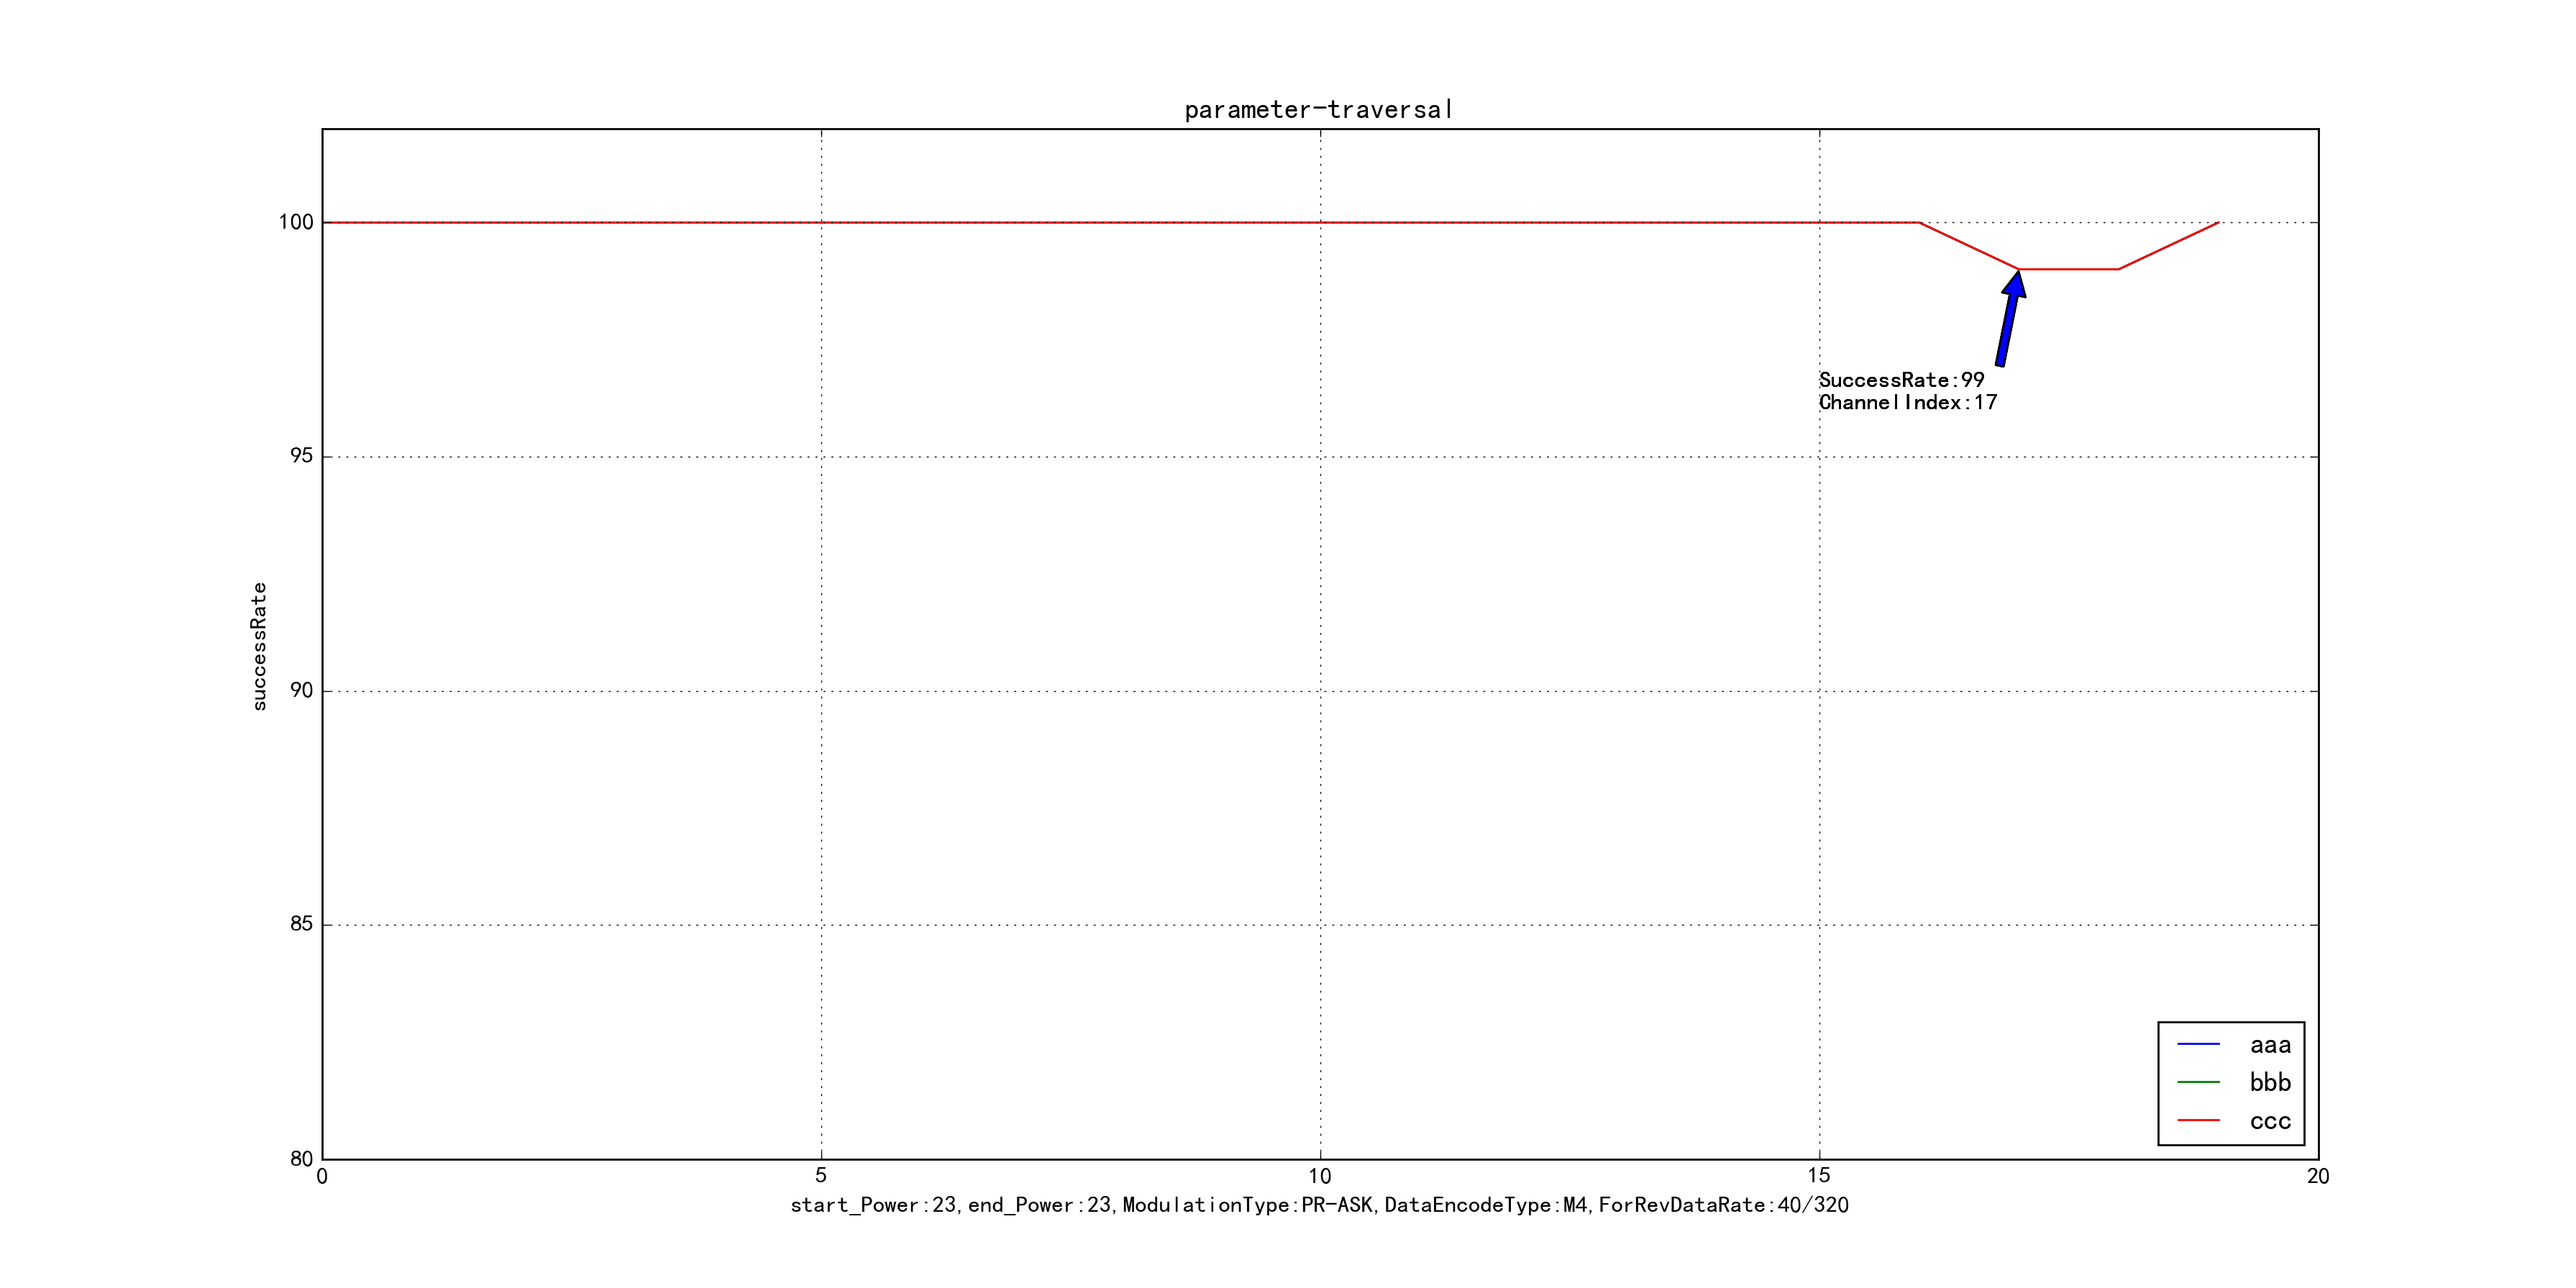 parameter-traversal
100
95
90
85
80
successRate
SuccessRate:99
ChannelIndex:17
aaa
bbb
ccc
0 5 10 15 20
start_Power:23,end_Power:23,ModulationType:PR-ASK,DataEncodeType:M4,ForRevDataRate:40/320